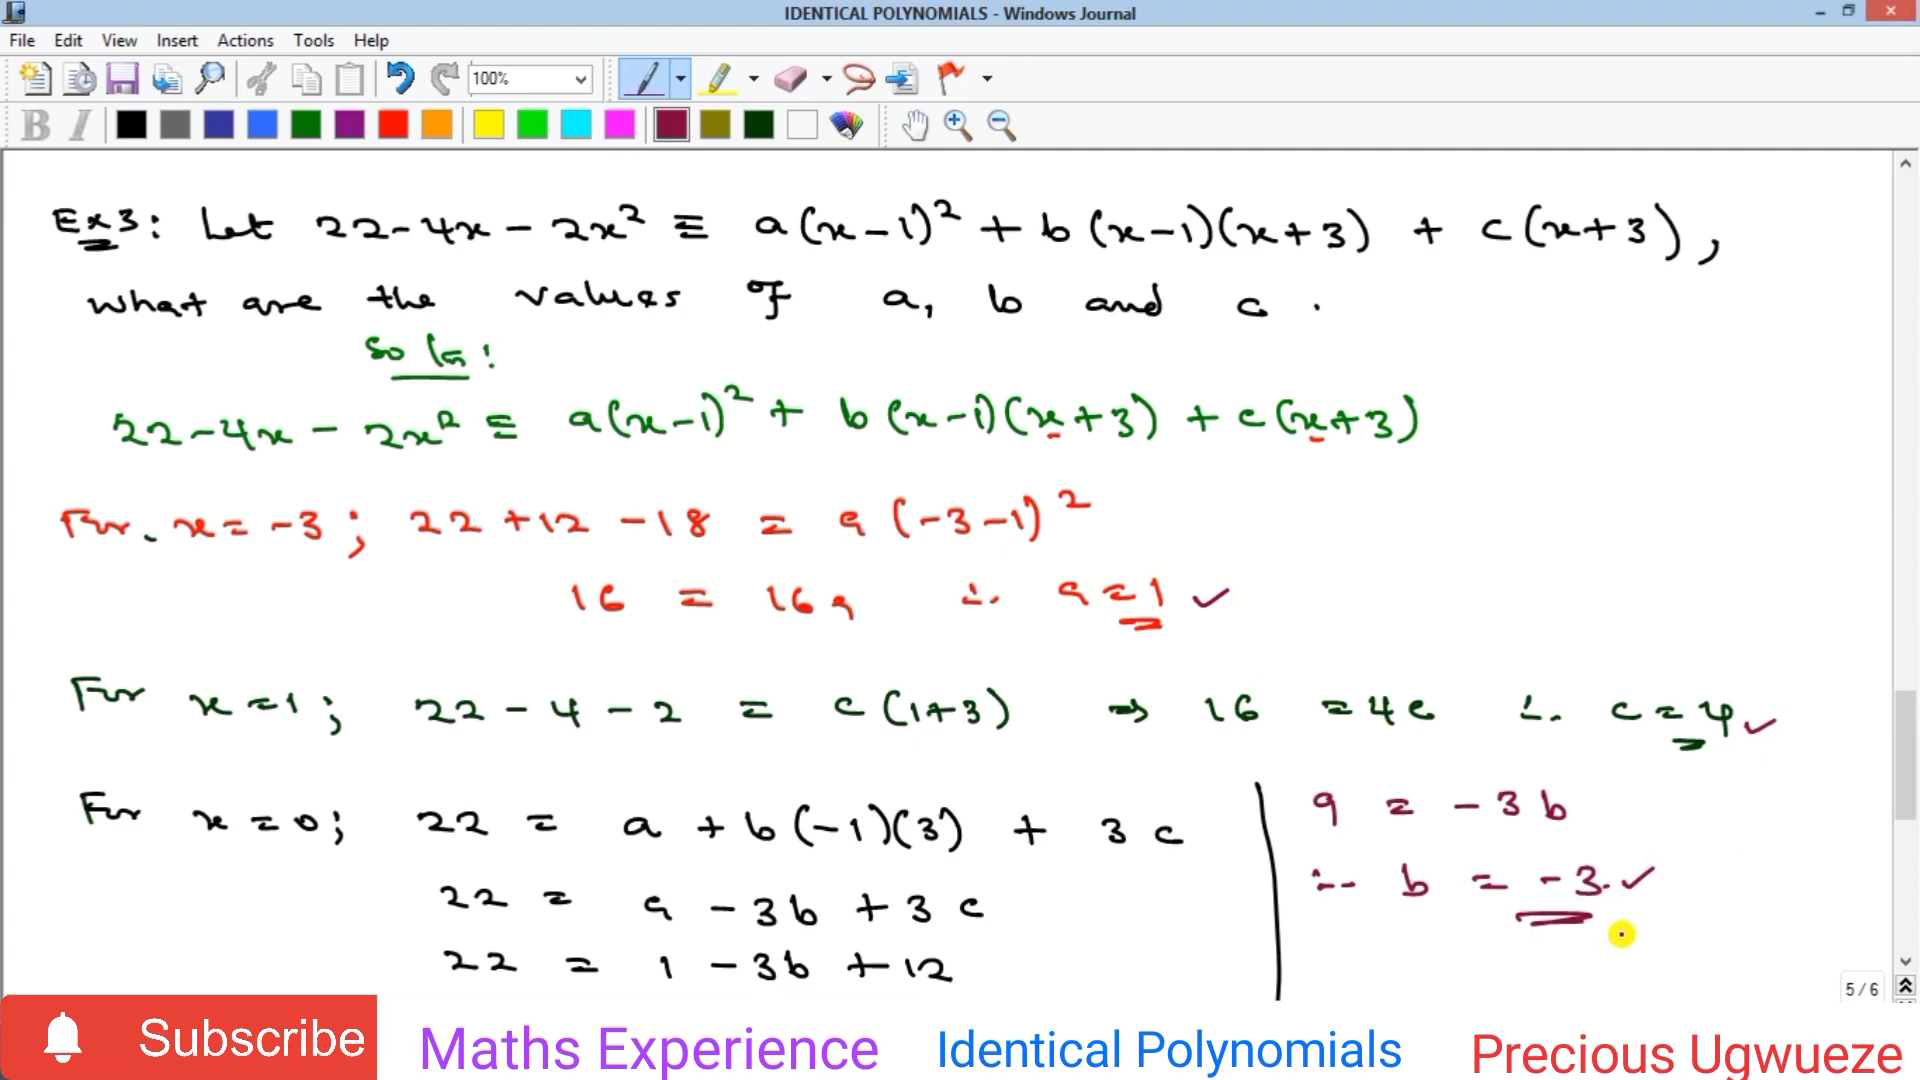 IDENTICAL POLYNOMIALS - Windows Journal
File Edit View Insert Actions Tools Help
100%
B I
Ex3: Let 22-4x-2x² ≡ a(x-1)² + b(x-1)(x+3) + c(x+3),
what are the values of a, b and c.
Soln:
22-4x-2x² ≡ a(x-1)² + b(x-1)(x+3) + c(x+3)
For x = -3; 22+12-18 = a(-3-1)²
16 = 16a ∴ a=1 ✓
For x=1; 22-4-2 = c(1+3) ⇒ 16 = 4c ∴ c=4 ✓
For x=0; 22 = a + b(-1)(3) + 3c
22 = a - 3b + 3c
22 = 1 - 3b + 12
9 = -3b
∴ b = -3. ✓
5 / 6
Subscribe
Maths Experience
Identical Polynomials
Precious Ugwueze